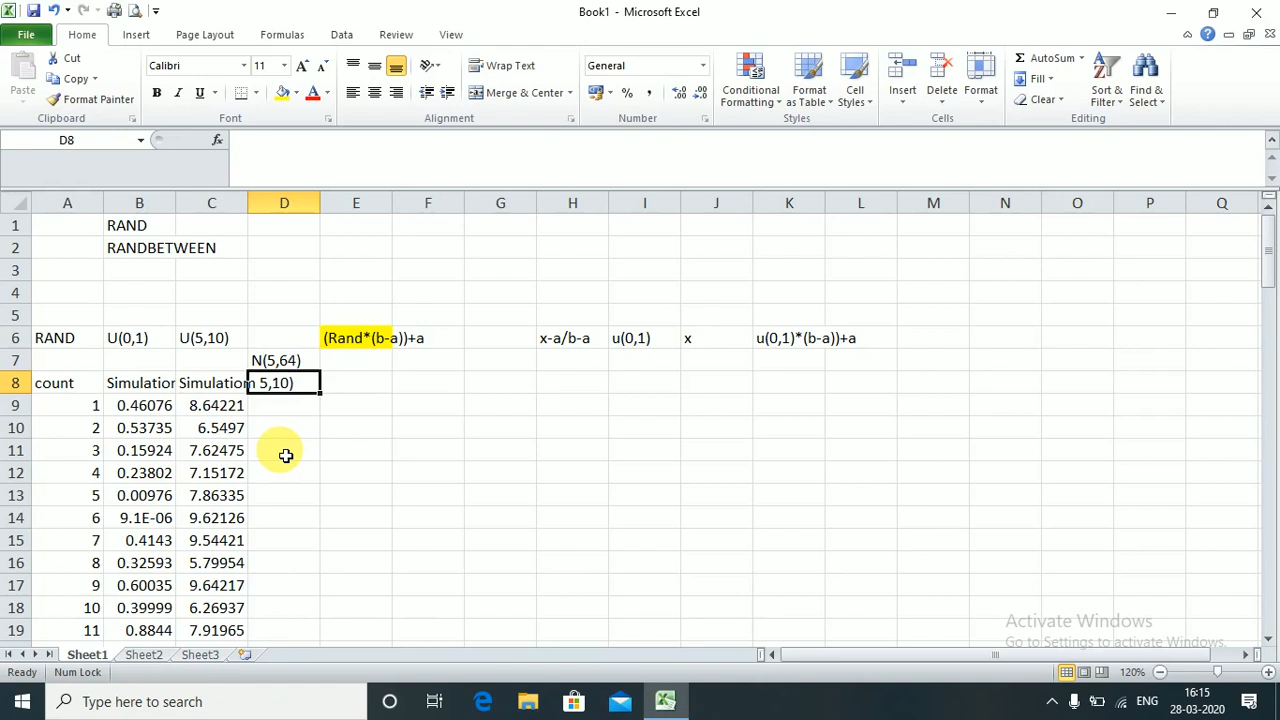 Book1 - Microsoft Excel
File Home Insert Page Layout Formulas Data Review View
Cut
Copy
Format Painter
Paste
Clipboard
Calibri 11 A A
B I U A
Font
Wrap Text
Merge & Center
Alignment
General
% ,
Number
Conditional Formatting
Format as Table
Cell Styles
Styles
Insert Delete Format
Cells
AutoSum
Fill
Clear
Sort & Filter
Find & Select
Editing
D8 fx
A B C D E F G H I J K L M N O P Q
1 RAND
2 RANDBETWEEN
3
4
5
6 RAND U(0,1) U(5,10) (Rand*(b-a))+a x-a/b-a u(0,1) x u(0,1)*(b-a))+a
7 N(5,64)
8 count Simulation Simulation 5,10)
9 1 0.46076 8.64221
10 2 0.53735 6.5497
11 3 0.15924 7.62475
12 4 0.23802 7.15172
13 5 0.00976 7.86335
14 6 9.1E-06 9.62126
15 7 0.4143 9.54421
16 8 0.32593 5.79954
17 9 0.60035 9.64217
18 10 0.39999 6.26937
19 11 0.8844 7.91965
Activate Windows
Go to Settings to activate Windows.
Sheet1 Sheet2 Sheet3
Ready Num Lock 120%
Type here to search
ENG
16:15
28-03-2020